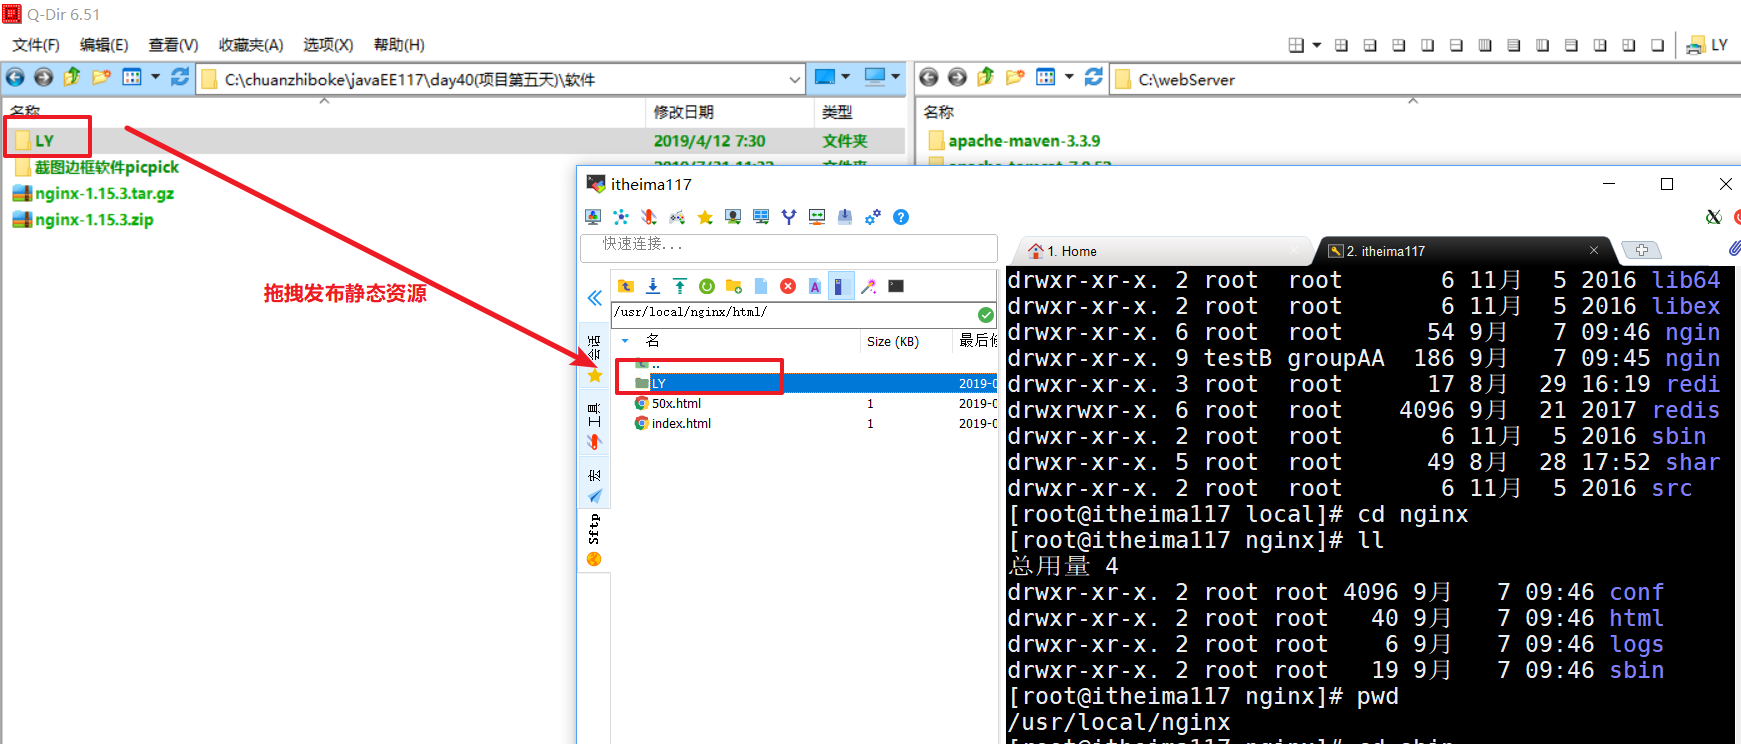 Q-Dir 6.51
文件(F) 编辑(E) 查看(V) 收藏夹(A) 选项(X) 帮助(H)
LY
C:\chuanzhiboke\javaEE117\day40(项目第五天)\软件
C:\webServer
名称 修改日期 类型
名称
LY 2019/4/12 7:30 文件夹
apache-maven-3.3.9
截图边框软件picpick
nginx-1.15.3.tar.gz
nginx-1.15.3.zip
拖拽发布静态资源
itheima117
快速连接...
1. Home
2. itheima117
/usr/local/nginx/html/
名 Size (KB)
..
LY 2019-0
50x.html 1 2019-0
index.html 1 2019-0
会话
工具
宏
Sftp
drwxr-xr-x. 2 root root 6 11月 5 2016 lib64
drwxr-xr-x. 2 root root 6 11月 5 2016 libex
drwxr-xr-x. 6 root root 54 9月 7 09:46 ngin
drwxr-xr-x. 9 testB groupAA 186 9月 7 09:45 ngin
drwxr-xr-x. 3 root root 17 8月 29 16:19 redi
drwxrwxr-x. 6 root root 4096 9月 21 2017 redis
drwxr-xr-x. 2 root root 6 11月 5 2016 sbin
drwxr-xr-x. 5 root root 49 8月 28 17:52 shar
drwxr-xr-x. 2 root root 6 11月 5 2016 src
[root@itheima117 local]# cd nginx
[root@itheima117 nginx]# ll
总用量 4
drwxr-xr-x. 2 root root 4096 9月 7 09:46 conf
drwxr-xr-x. 2 root root 40 9月 7 09:46 html
drwxr-xr-x. 2 root root 6 9月 7 09:46 logs
drwxr-xr-x. 2 root root 19 9月 7 09:46 sbin
[root@itheima117 nginx]# pwd
/usr/local/nginx